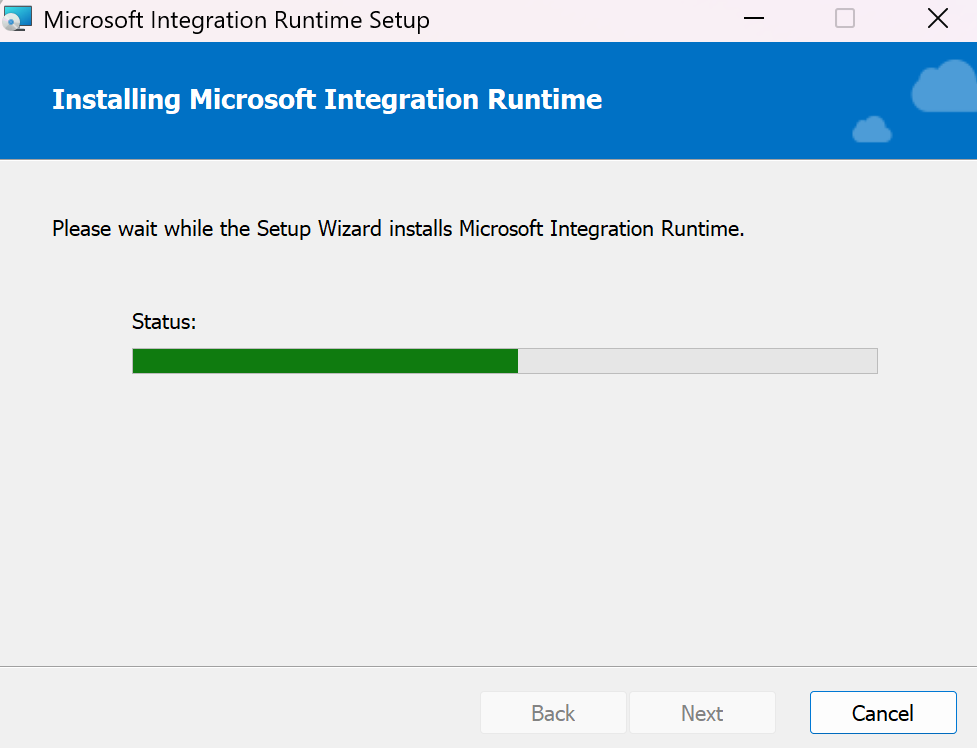 Microsoft Integration Runtime Setup
Installing Microsoft Integration Runtime
Please wait while the Setup Wizard installs Microsoft Integration Runtime.
Status:
Back Next Cancel